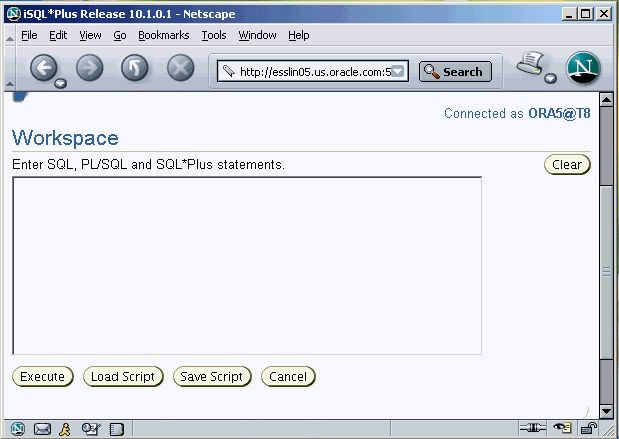 iSQL*Plus Release 10.1.0.1 - Netscape
File Edit View Go Bookmarks Tools Window Help
http://esslin05.us.oracle.com:5 Search N
Connected as ORA5@T8
Workspace
Enter SQL, PL/SQL and SQL*Plus statements. Clear
Execute Load Script Save Script Cancel